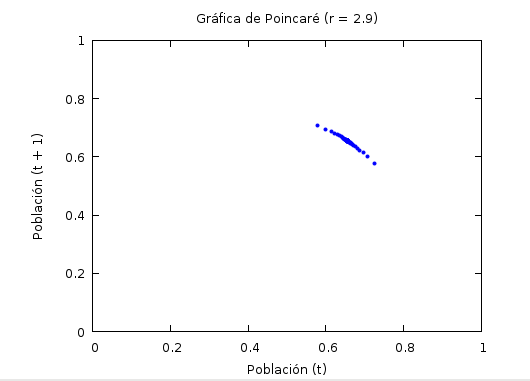 Gráfica de Poincaré (r = 2.9)
1
0.8
0.6
0.4
0.2
0
Población (t + 1)
0 0.2 0.4 0.6 0.8 1
Población (t)